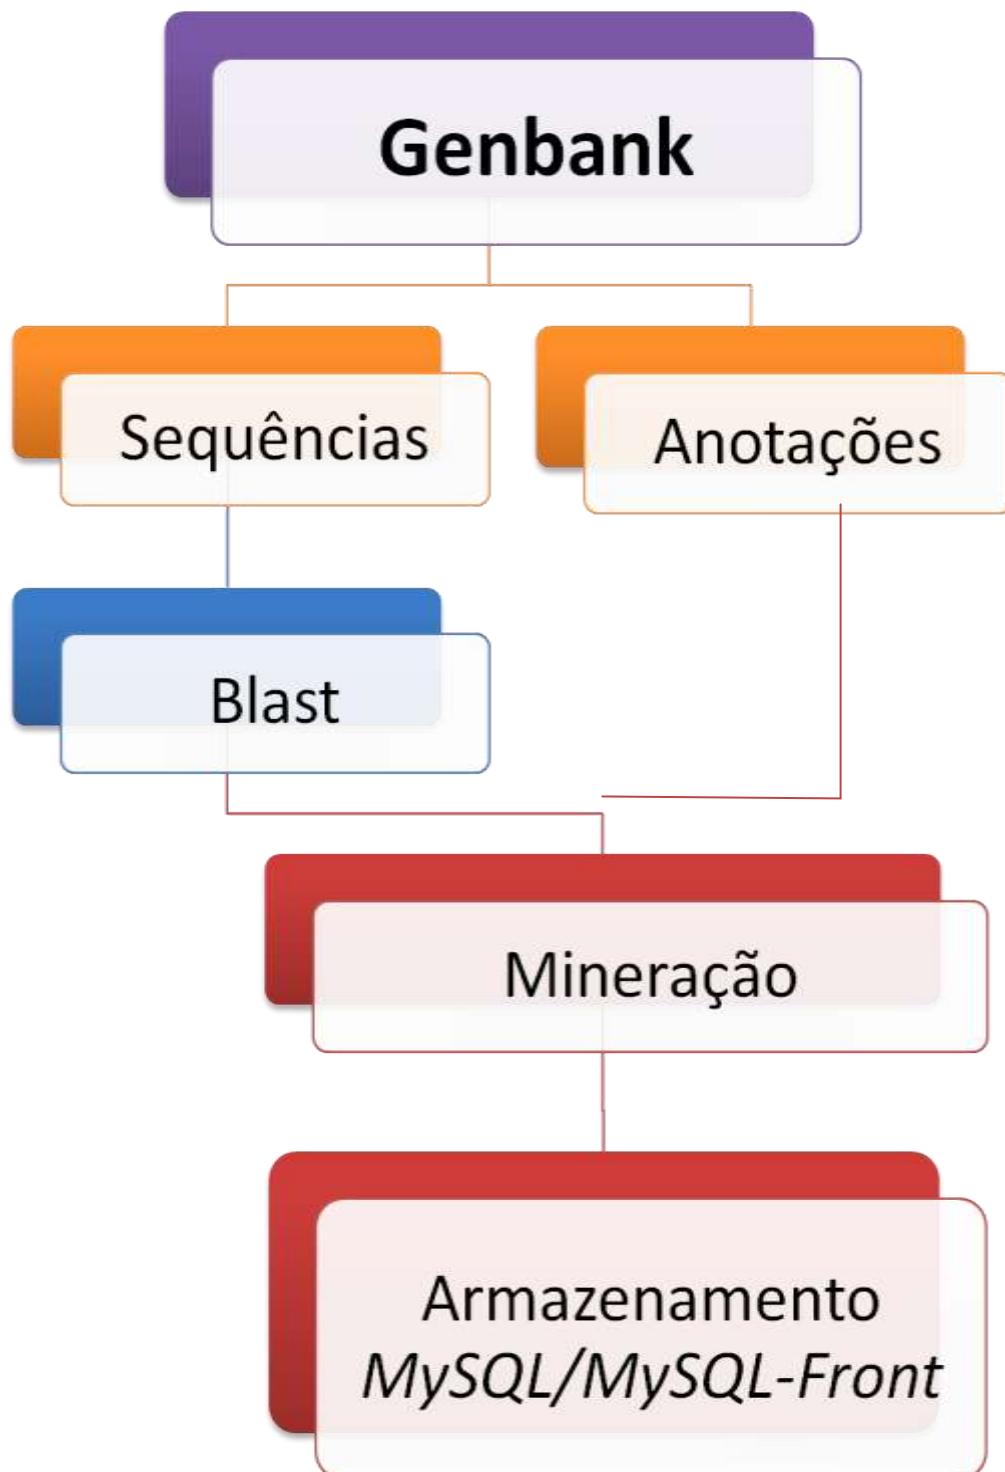 Genbank
Sequências
Anotações
Blast
Mineração
Armazenamento
MySQL/MySQL-Front